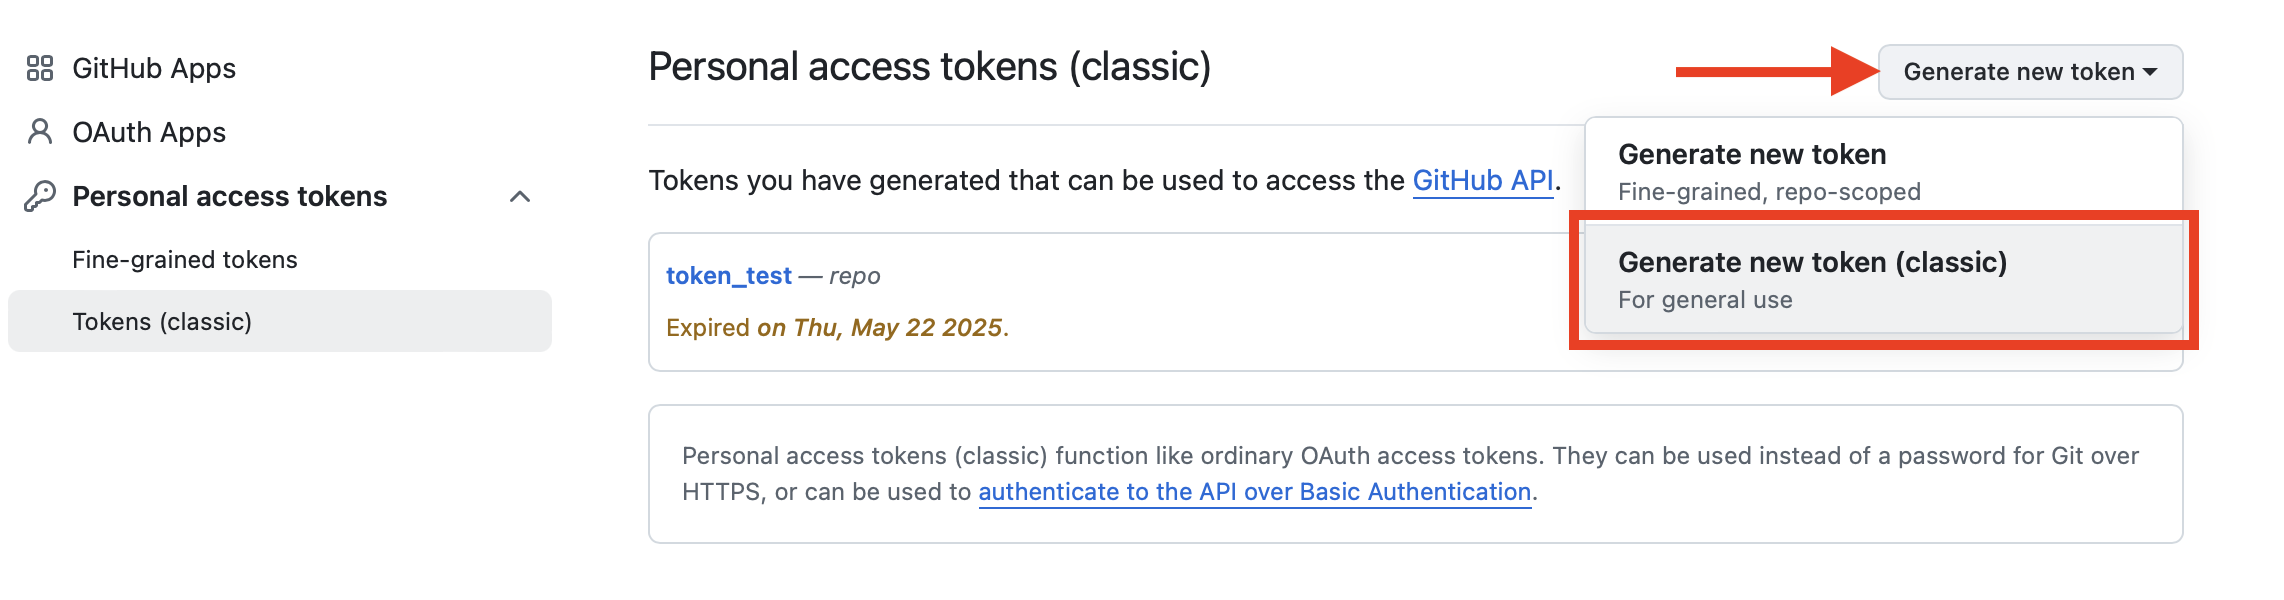 GitHub Apps
OAuth Apps
Personal access tokens
Fine-grained tokens
Tokens (classic)
Personal access tokens (classic)
Generate new token
Generate new token
Fine-grained, repo-scoped
Generate new token (classic)
For general use
Tokens you have generated that can be used to access the GitHub API.
token_test — repo
Expired on Thu, May 22 2025.
Personal access tokens (classic) function like ordinary OAuth access tokens. They can be used instead of a password for Git over
HTTPS, or can be used to authenticate to the API over Basic Authentication.